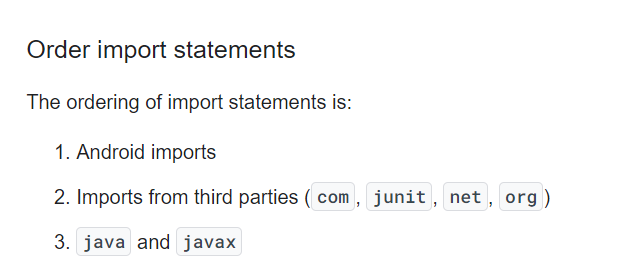 Order import statements
The ordering of import statements is:
1. Android imports
2. Imports from third parties ( com , junit , net , org )
3. java and javax